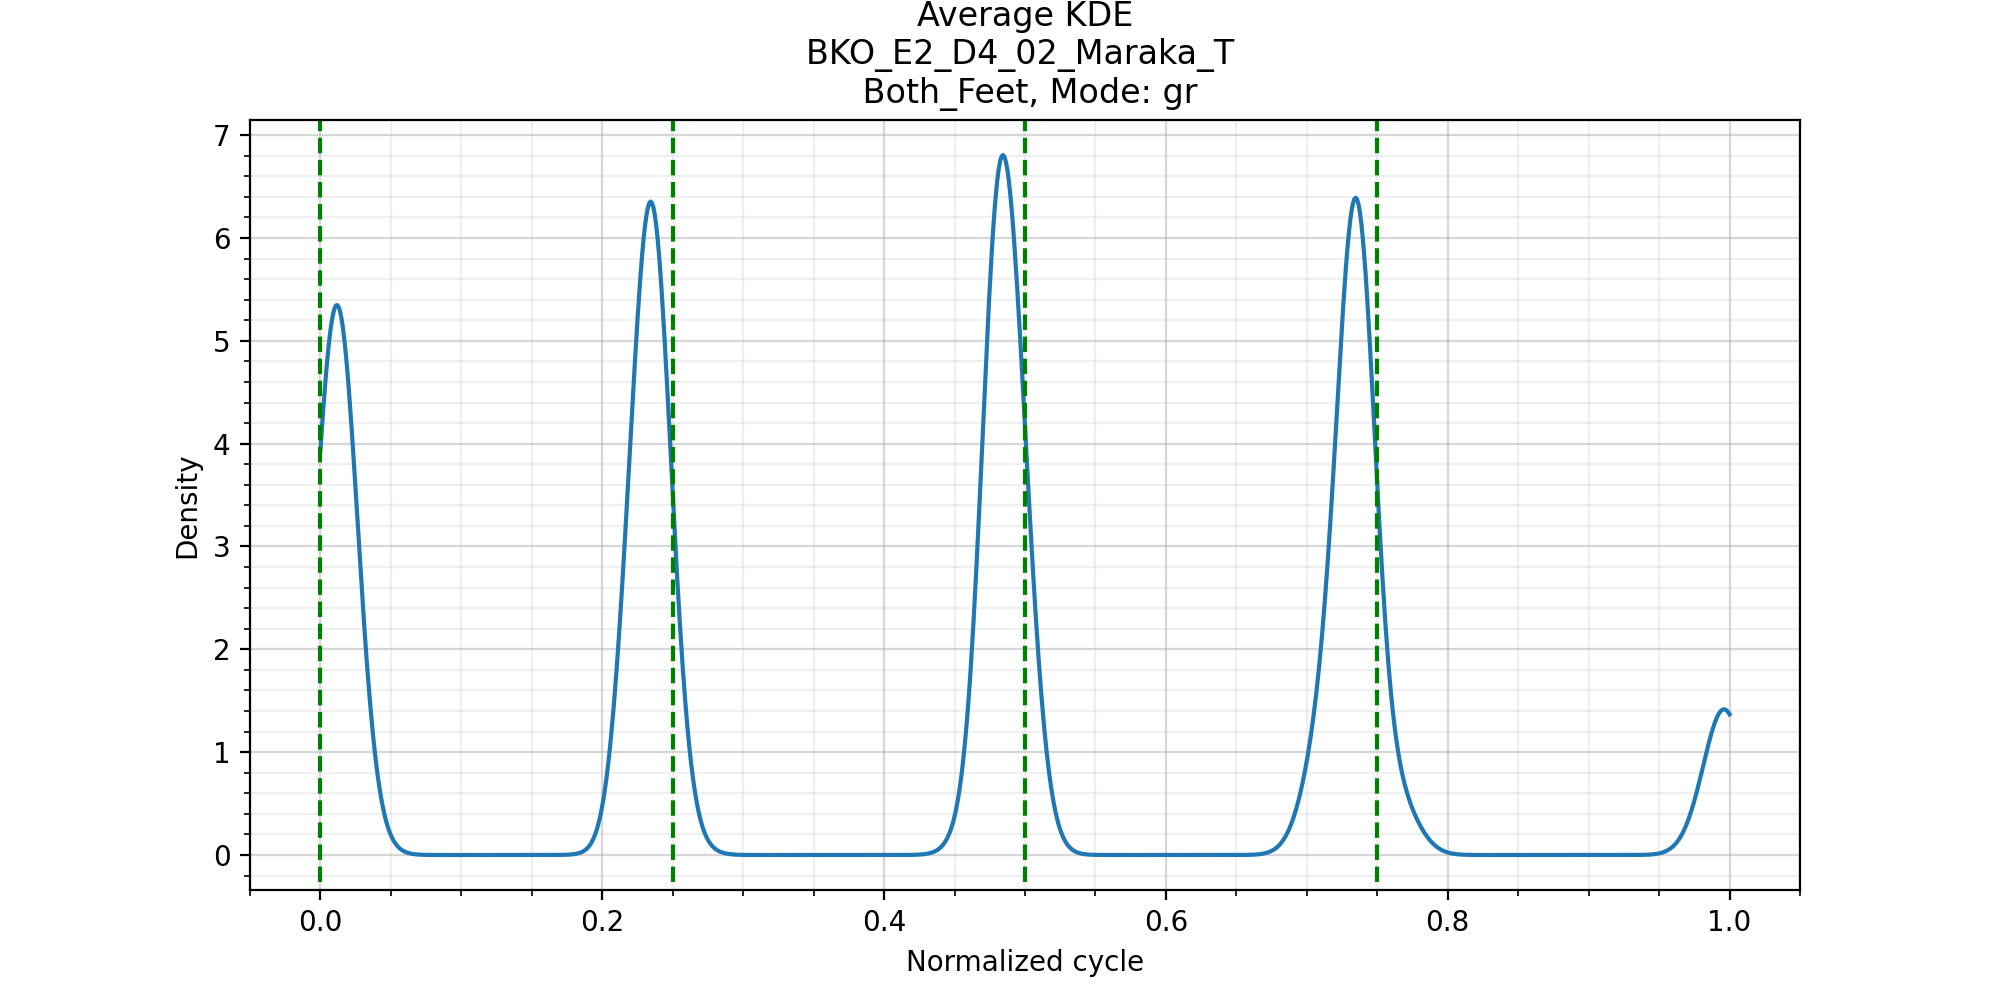 Average KDE
BKO_E2_D4_02_Maraka_T
Both_Feet, Mode: gr
7
6
5
4
3
2
1
0
Density
0.0 0.2 0.4 0.6 0.8 1.0
Normalized cycle